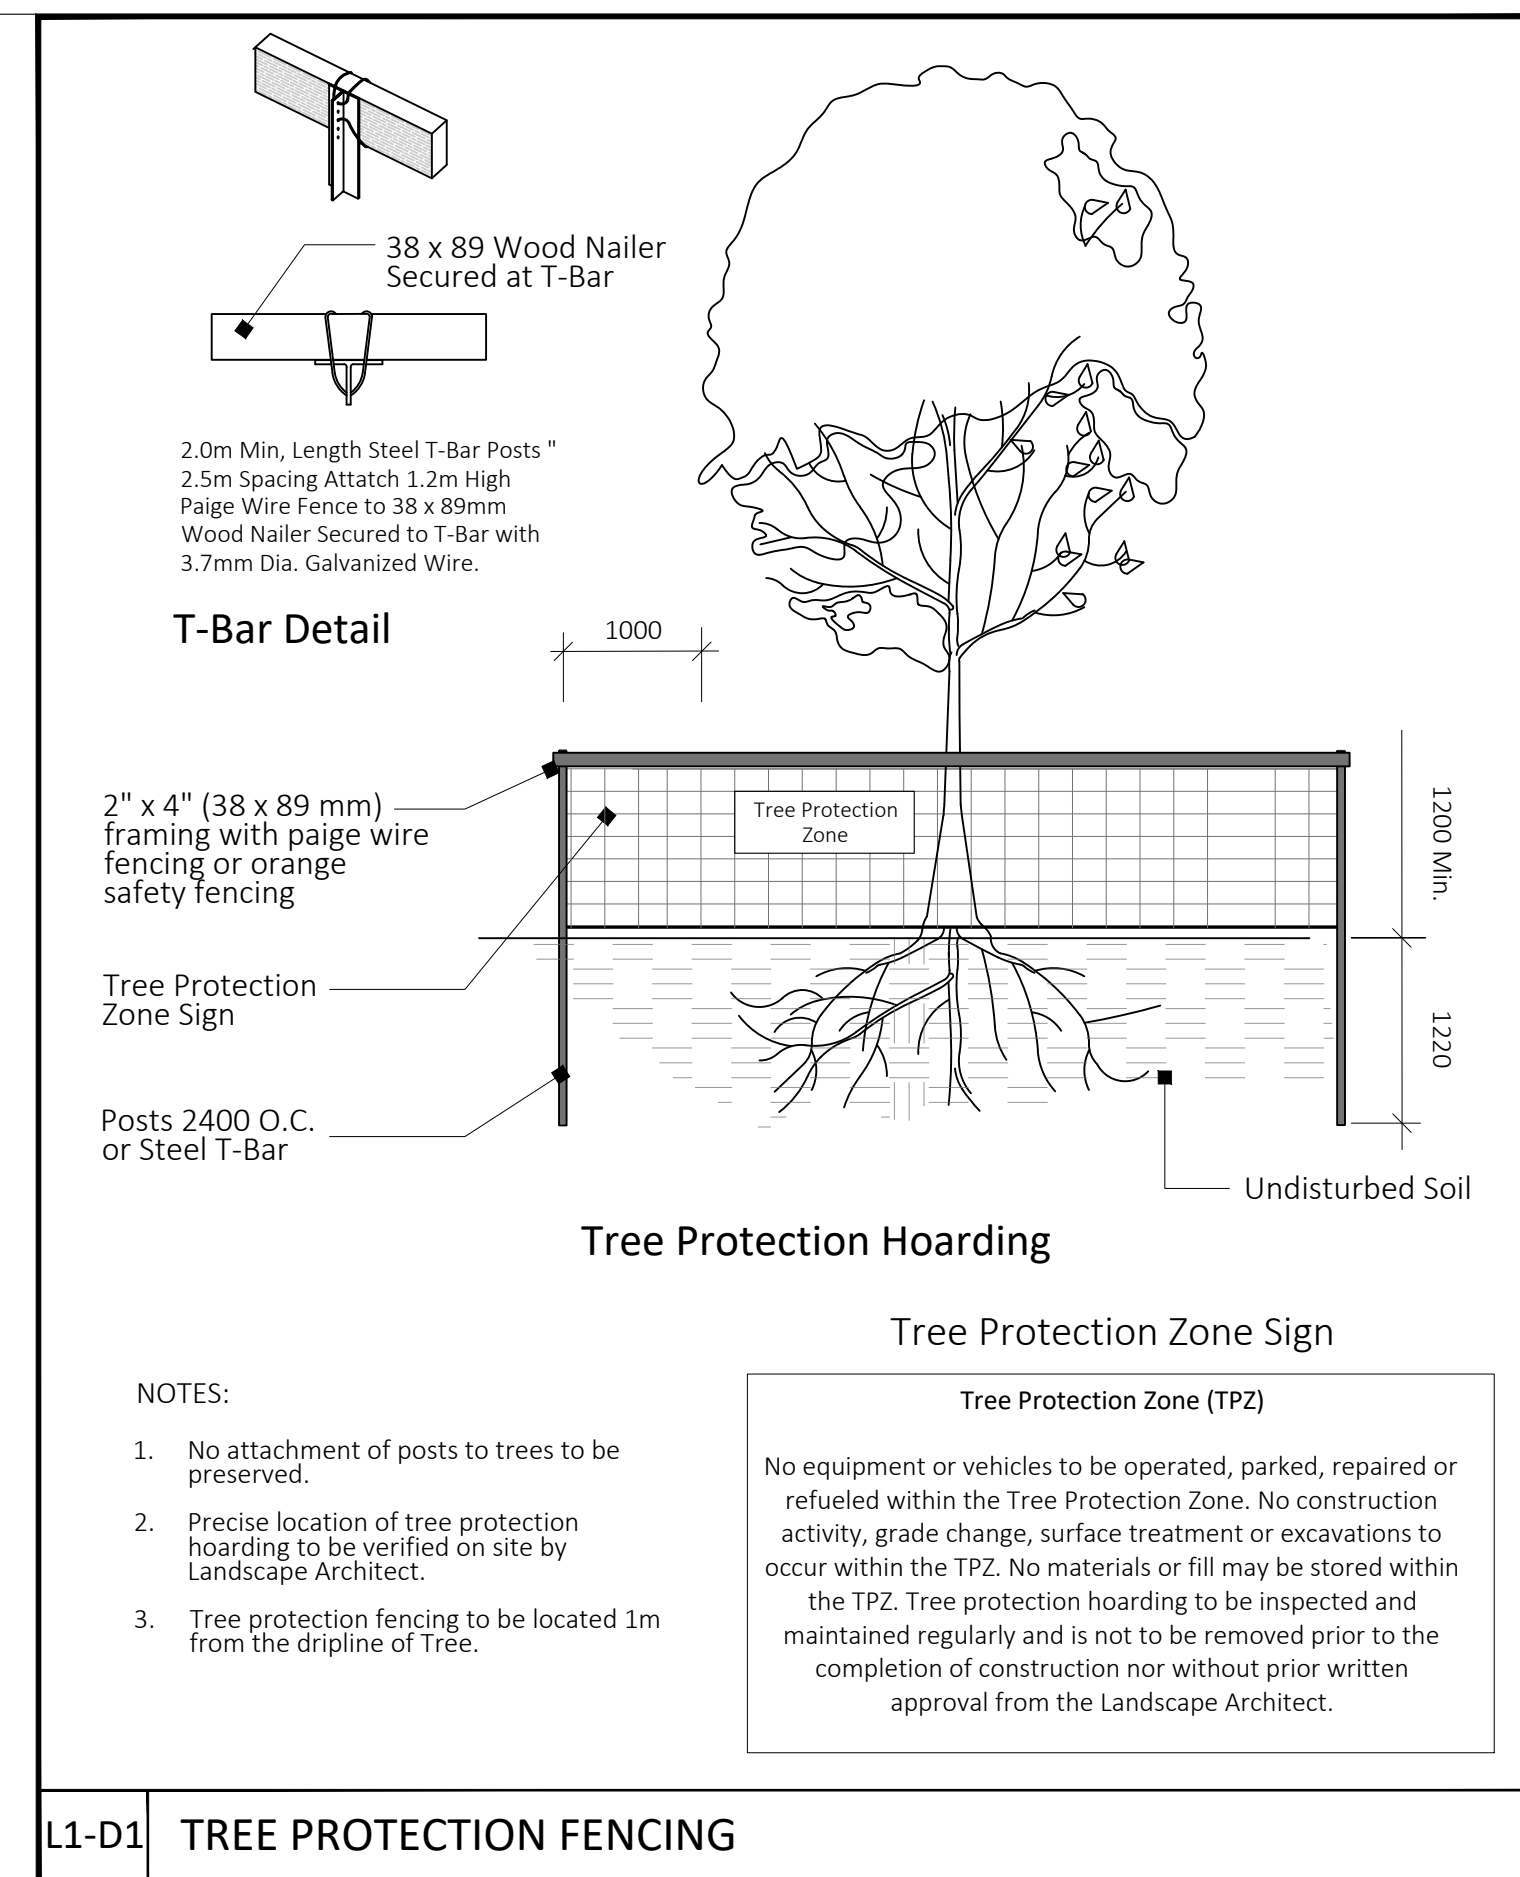 38 x 89 Wood Nailer
Secured at T-Bar
2.0m Min, Length Steel T-Bar Posts "
2.5m Spacing Attatch 1.2m High
Paige Wire Fence to 38 x 89mm
Wood Nailer Secured to T-Bar with
3.7mm Dia. Galvanized Wire.
T-Bar Detail
1000
2" x 4" (38 x 89 mm)
framing with paige wire
fencing or orange
safety fencing
Tree Protection
Zone
1200 Min.
Tree Protection
Zone Sign
1220
Posts 2400 O.C.
or Steel T-Bar
Undisturbed Soil
Tree Protection Hoarding
NOTES:
1. No attachment of posts to trees to be
preserved.
2. Precise location of tree protection
hoarding to be verified on site by
Landscape Architect.
3. Tree protection fencing to be located 1m
from the dripline of Tree.
Tree Protection Zone Sign
Tree Protection Zone (TPZ)
No equipment or vehicles to be operated, parked, repaired or
refueled within the Tree Protection Zone. No construction
activity, grade change, surface treatment or excavations to
occur within the TPZ. No materials or fill may be stored within
the TPZ. Tree protection hoarding to be inspected and
maintained regularly and is not to be removed prior to the
completion of construction nor without prior written
approval from the Landscape Architect.
L1-D1
TREE PROTECTION FENCING